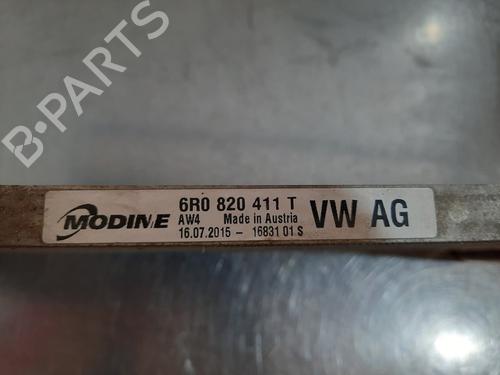 B-PARTS
MODINE
6R0 820 411 T
AW4 Made in Austria
16.07.2015 - 16831 01 S
VW AG